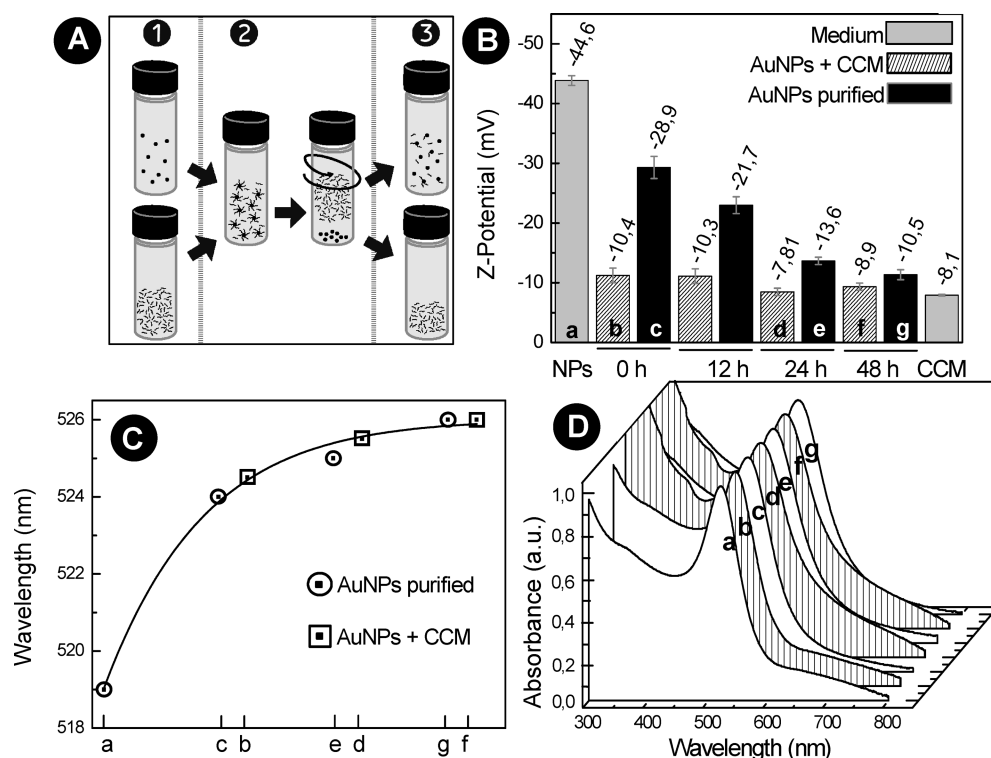 A
1 2 3
B
Z-Potential (mV)
-50
-40
-30
-20
-10
0
Medium
AuNPs + CCM
AuNPs purified
-44,6
-10,4
-28,9
-10,3
-21,7
-7,81
-13,6
-8,9
-10,5
-8,1
a b c d e f g
NPs 0 h 12 h 24 h 48 h CCM
C
Wavelength (nm)
526
524
522
520
518
AuNPs purified
AuNPs + CCM
a c b e d g f
D
Absorbance (a.u.)
1,0
0,8
0,6
0,4
0,2
0,0
a b c d e f g
300 400 500 600 700 800
Wavelength (nm)